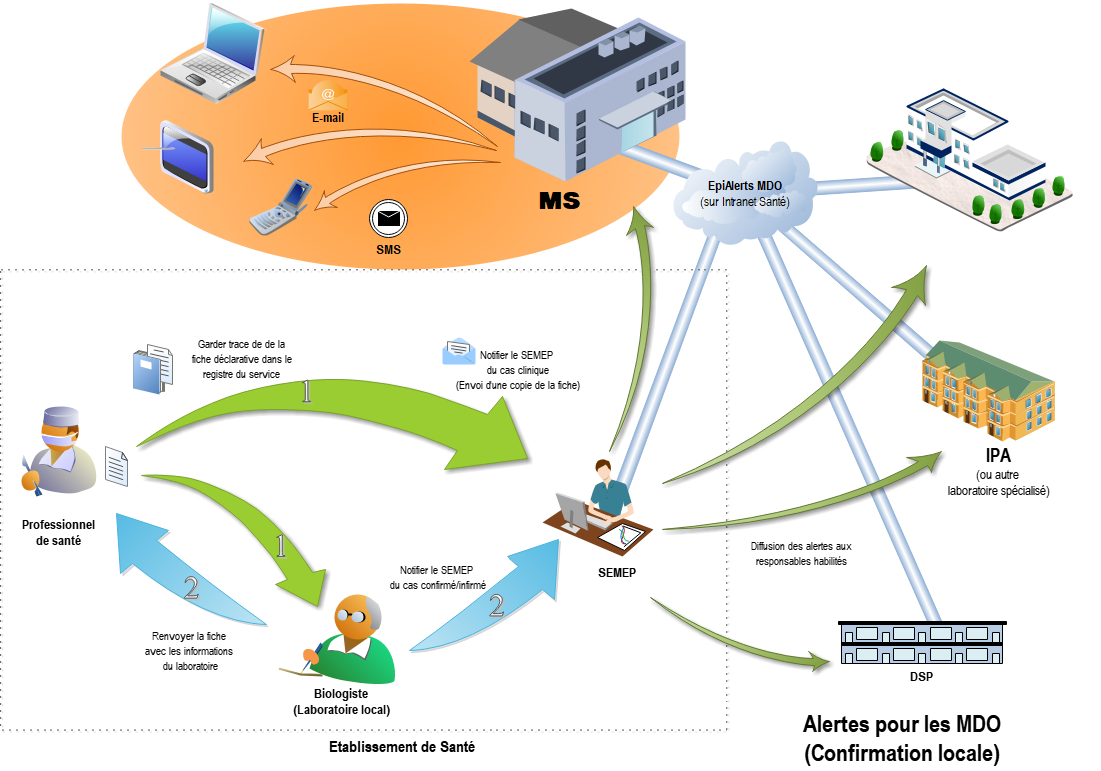 E-mail
MS
SMS
EpiAlerts MDO
(sur Intranet Santé)
Garder trace de de la
fiche déclarative dans le
registre du service
Notifier le SEMEP
du cas clinique
(Envoi d'une copie de la fiche)
1
IPA
(ou autre
laboratoire spécialisé)
Professionnel
de santé
1
SEMEP
Diffusion des alertes aux
responsables habilités
Notifier le SEMEP
du cas confirmé/infirmé
2
2
Renvoyer la fiche
avec les informations
du laboratoire
Biologiste
(Laboratoire local)
DSP
Etablissement de Santé
Alertes pour les MDO
(Confirmation locale)